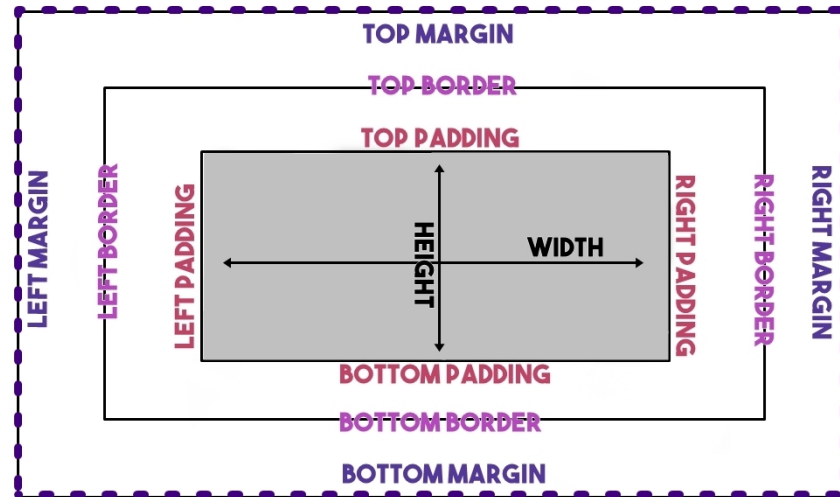 TOP MARGIN
TOP BORDER
TOP PADDING
LEFT MARGIN
LEFT BORDER
LEFT PADDING
HEIGHT
WIDTH
RIGHT PADDING
RIGHT BORDER
RIGHT MARGIN
BOTTOM PADDING
BOTTOM BORDER
BOTTOM MARGIN